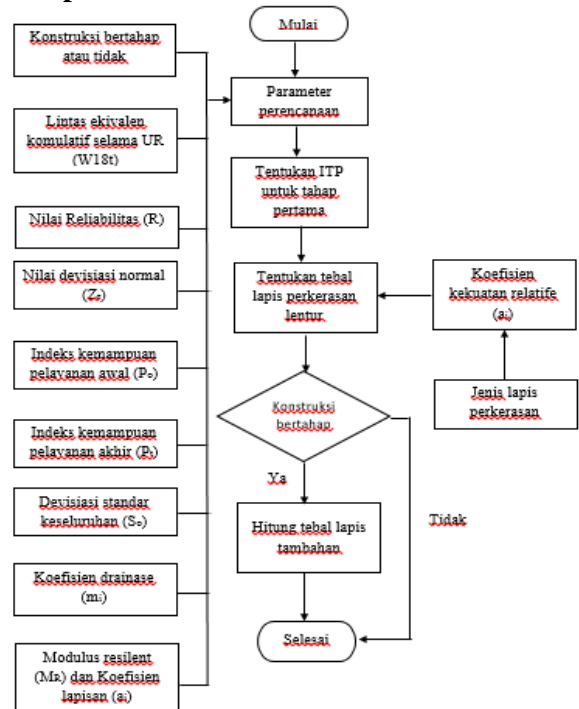 Mulai
Konstruksi bertahap
atau tidak
Parameter
perencanaan
Lintas ekivalen
komulatif selama UR
(W18t)
Tentukan ITP
untuk tahap
pertama
Nilai Reliabilitas (R)
Nilai devisiasi normal
(Zr)
Tentukan tebal
lapis perkerasan
lentur
Koefisien
kekuatan relatife
(ai)
Indeks kemampuan
pelayanan awal (Po)
Konstruksi
bertahap
Jenis lapis
perkerasan
Indeks kemampuan
pelayanan akhir (Pt)
Ya
Tidak
Devisiasi standar
keseluruhan (So)
Hitung tebal lapis
tambahan
Koefisien drainase
(mi)
Selesai
Modulus resilent
(MR) dan Koefisien
lapisan (ai)